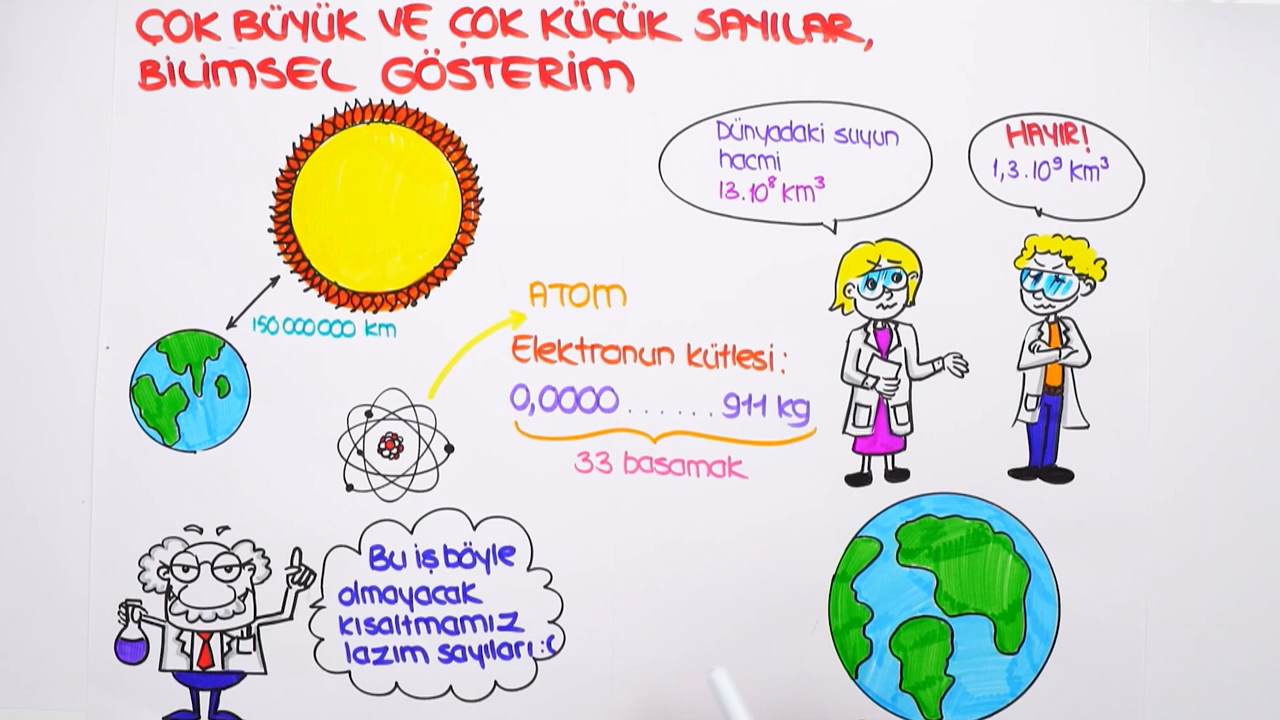 ÇOK BÜYÜK VE ÇOK KÜÇÜK SAYILAR,
BİLİMSEL GÖSTERİM
150 000 000 km
ATOM
Elektronun kütlesi:
0,0000......911 kg
33 basamak
Dünyadaki suyun
hacmi
13.10⁸ km³
HAYIR!
1,3.10⁹ km³
Bu iş böyle
olmayacak
kısaltmamız
lazım sayıları :(